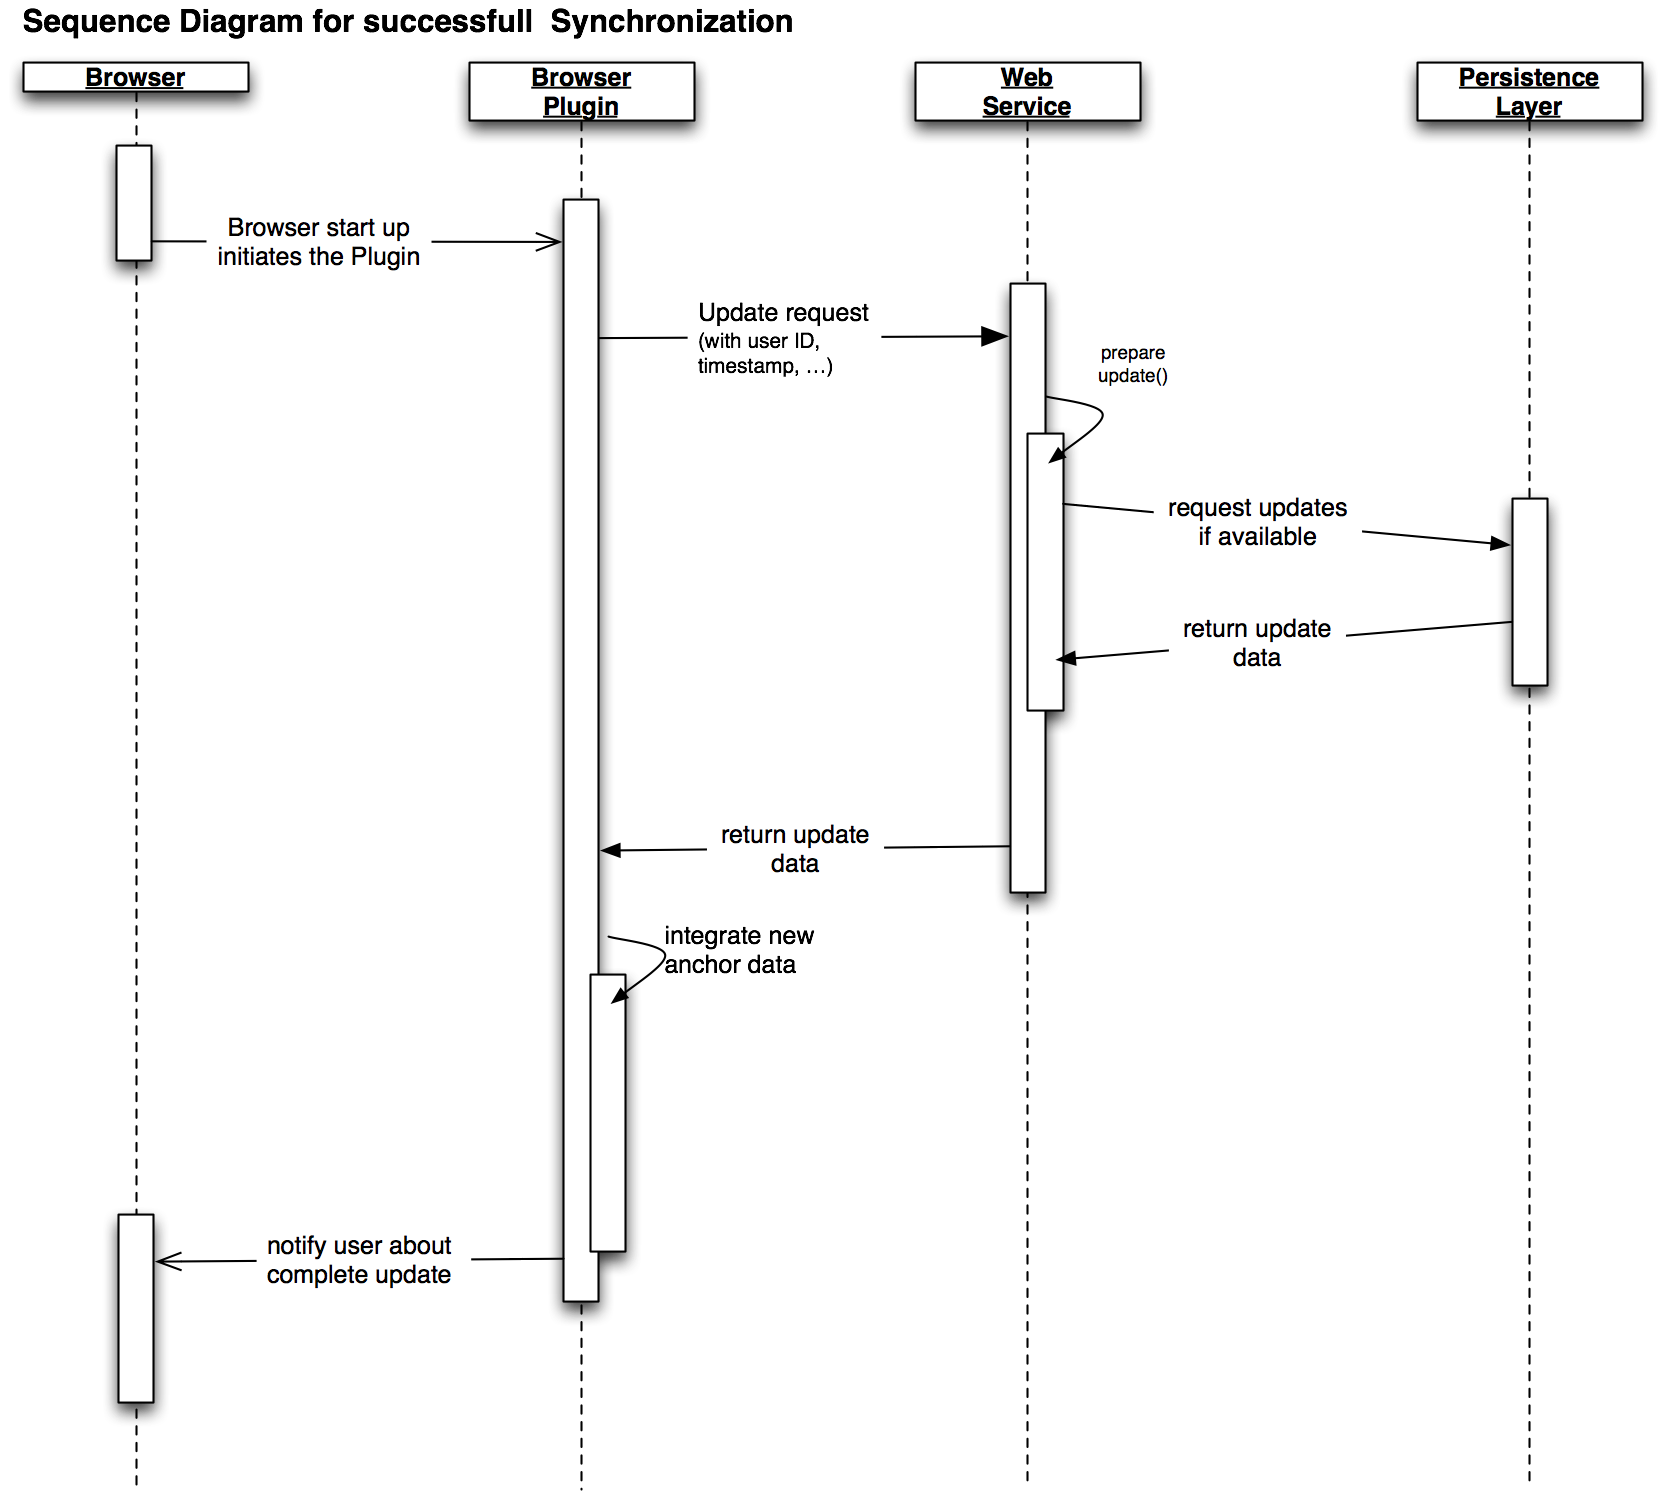 Sequence Diagram for successfull  Synchronization
Browser
Browser
Plugin
Web
Service
Persistence
Layer
Browser start up
initiates the Plugin
Update request
(with user ID,
timestamp, …)
prepare
update()
request updates
if available
return update
data
return update
data
integrate new
anchor data
notify user about
complete update